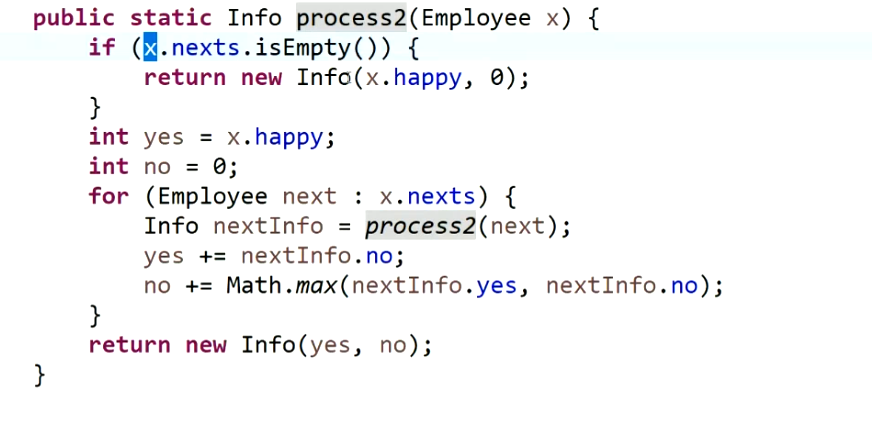 public static Info process2(Employee x) {
if (x.nexts.isEmpty()) {
return new Info(x.happy, 0);
}
int yes = x.happy;
int no = 0;
for (Employee next : x.nexts) {
Info nextInfo = process2(next);
yes += nextInfo.no;
no += Math.max(nextInfo.yes, nextInfo.no);
}
return new Info(yes, no);
}